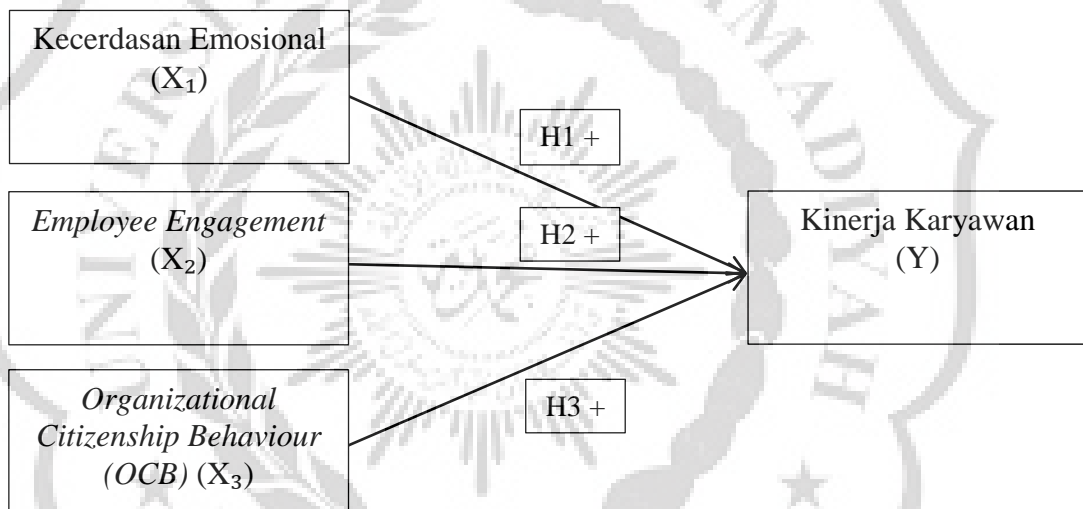 Kecerdasan Emosional
(X₁)
H1 +
Employee Engagement
(X₂)
H2 +
Kinerja Karyawan
(Y)
Organizational
Citizenship Behaviour
(OCB) (X₃)
H3 +